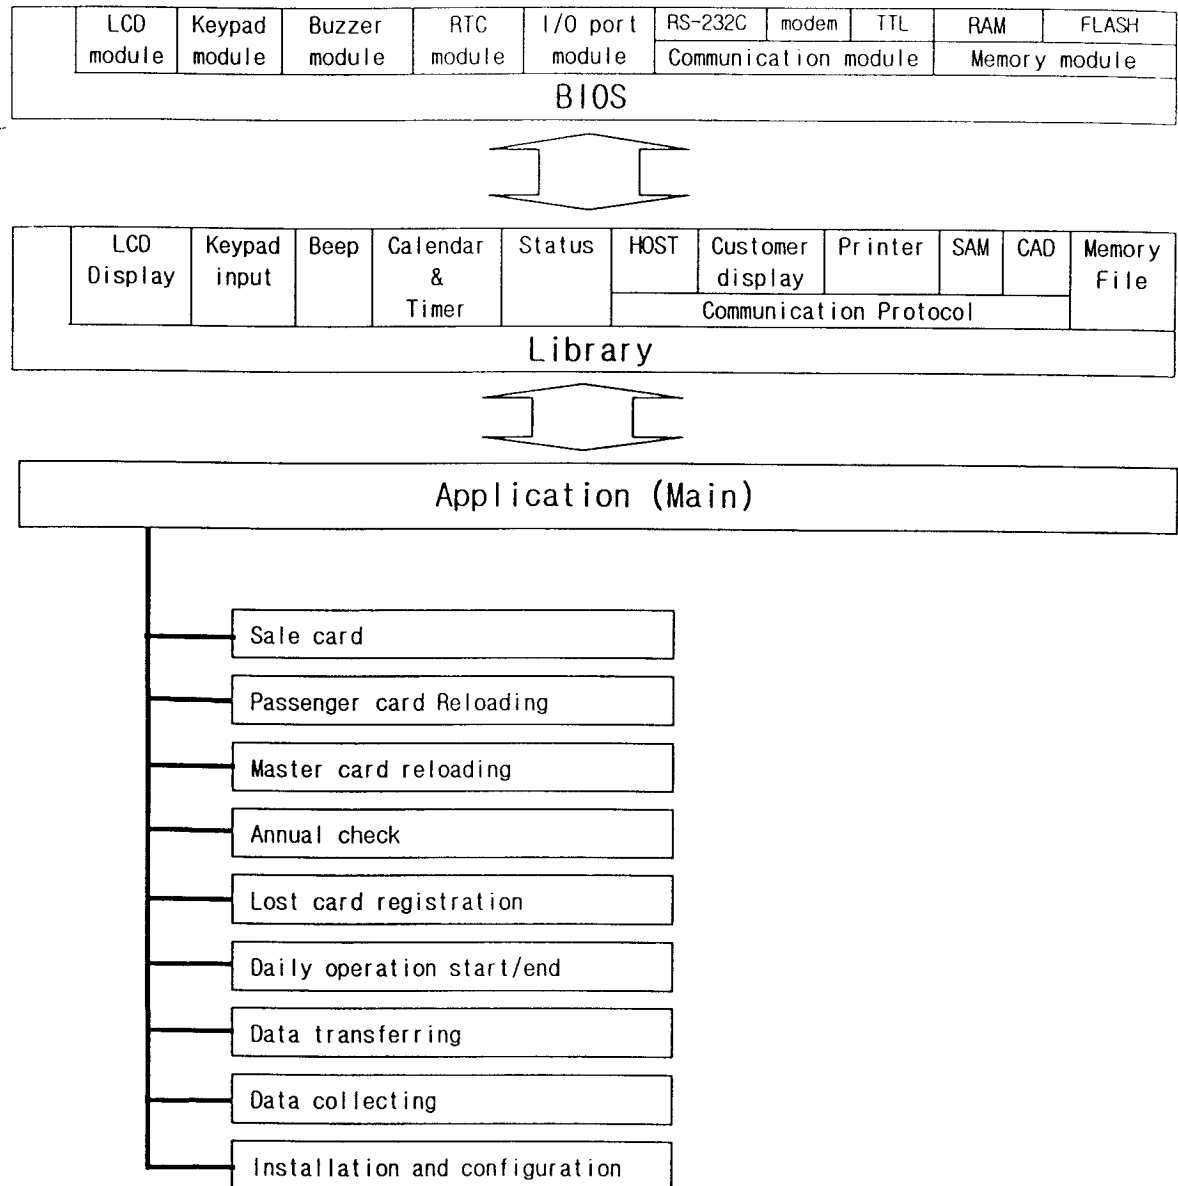 LCD module
Keypad module
Buzzer module
RTC module
I/O port module
RS-232C
modem
TTL
Communication module
RAM
FLASH
Memory module
BIOS
LCD Display
Keypad input
Beep
Calendar & Timer
Status
HOST
Customer display
Printer
SAM
CAD
Communication Protocol
Memory File
Library
Application (Main)
Sale card
Passenger card Reloading
Master card reloading
Annual check
Lost card registration
Daily operation start/end
Data transferring
Data collecting
Installation and configuration